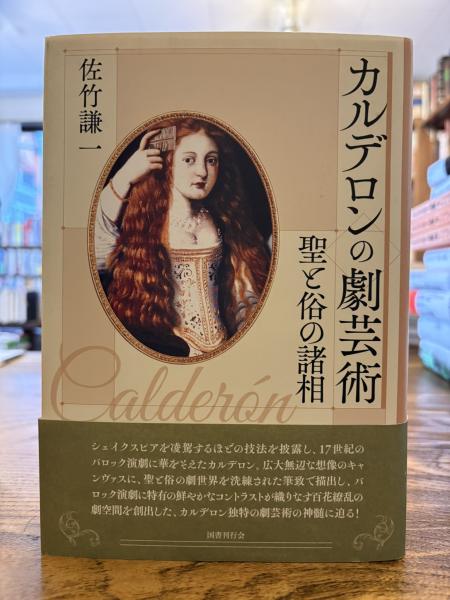 カルデロンの劇芸術
聖と俗の諸相
佐竹謙一
Calderón
シェイクスピアを凌駕するほどの技法を披露し、17世紀の
バロック演劇に華をそえたカルデロン。広大無辺な想像のキャ
ンヴァスに、聖と俗の劇世界を洗練された筆致で描出し、バ
ロック演劇に特有の鮮やかなコントラストが織りなす百花繚乱の
劇空間を創出した、カルデロン独特の劇芸術の神髄に迫る!
国書刊行会